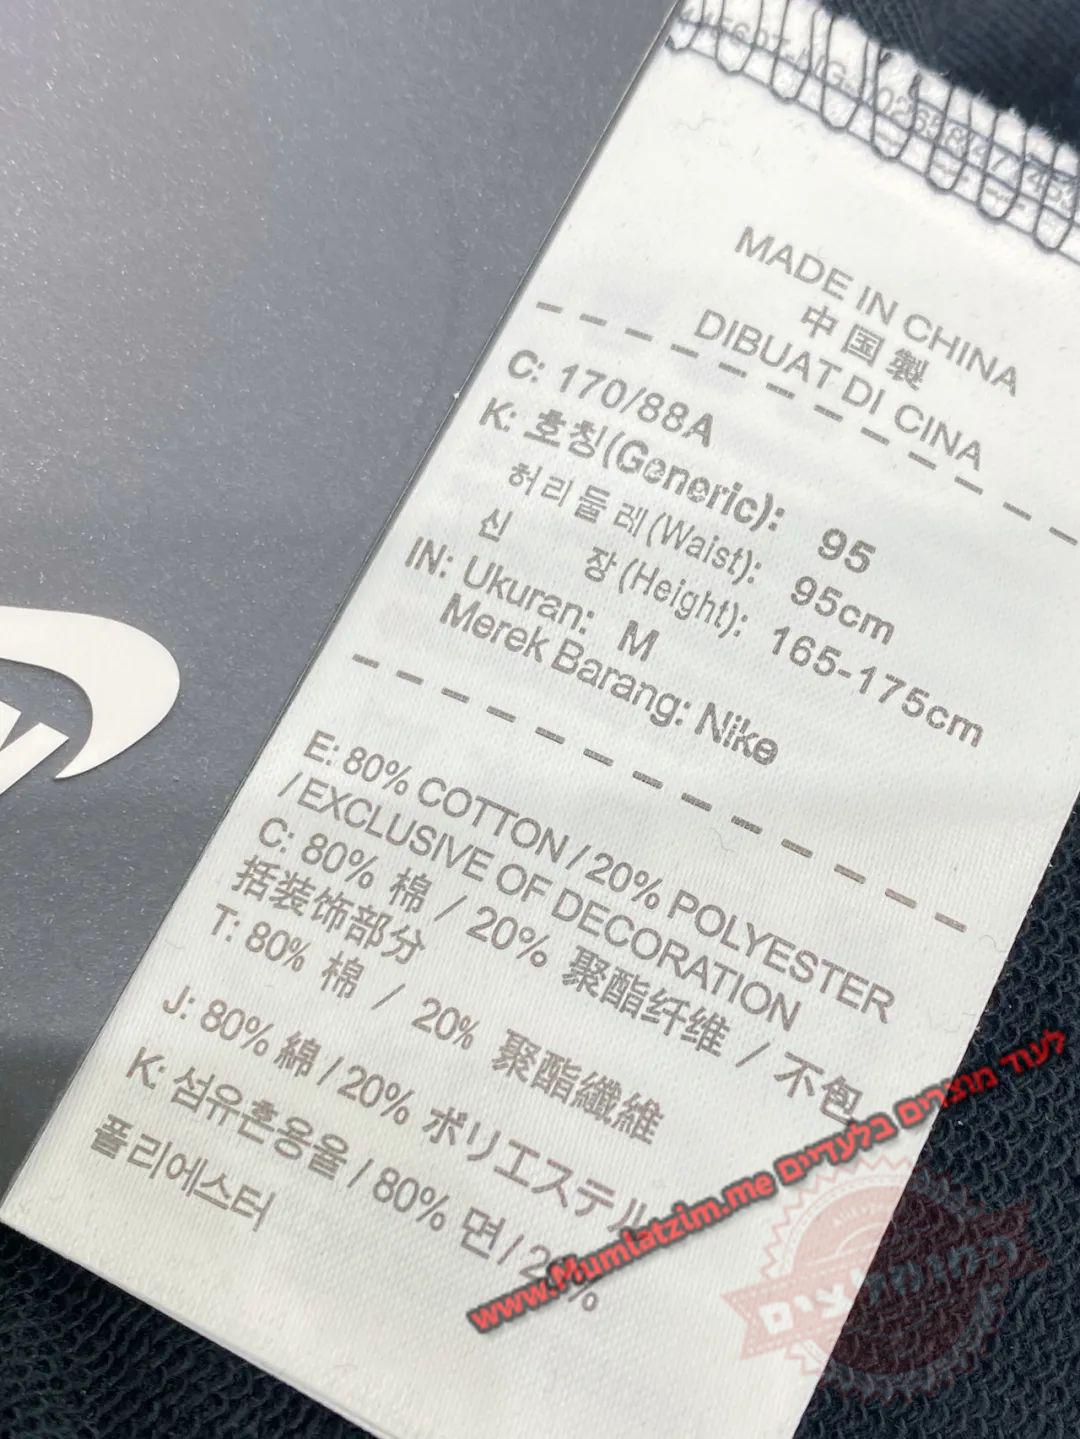 MADE IN CHINA
中国製
DIBUAT DI CINA
C: 170/88A
K: 호칭(Generic): 95
허리둘레(Waist): 95cm
신 장(Height): 165-175cm
IN: Ukuran: M
Merek Barang: Nike
E: 80% COTTON / 20% POLYESTER
/ EXCLUSIVE OF DECORATION
C: 80% 棉 / 20% 聚酯纤维 / 不包
括装饰部分
T: 80% 棉 / 20% 聚酯纖維
J: 80% 綿 / 20% ポリエステル
K: 섬유혼용율 / 80% 면 / 20%
폴리에스터
www.Mumlatzim.me לעוד מוצרים בלעדיים
המומלצים